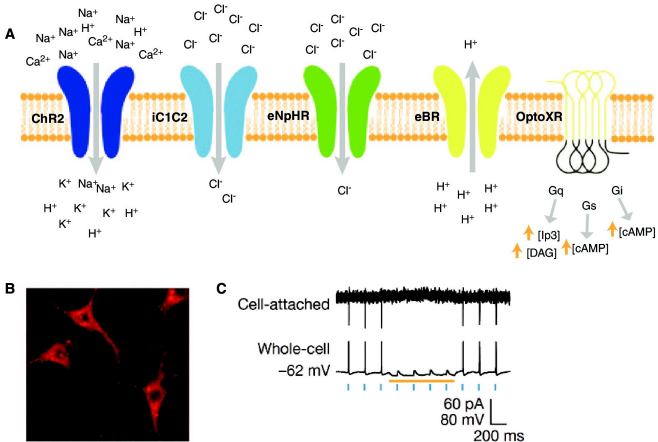 A
Na⁺ Na⁺ Na⁺ H⁺ Na⁺ Ca²⁺ Na⁺ Na⁺ Ca²⁺ Ca²⁺
Cl⁻ Cl⁻ Cl⁻ Cl⁻ Cl⁻ Cl⁻ Cl⁻
Cl⁻ Cl⁻ Cl⁻ Cl⁻ Cl⁻ Cl⁻ Cl⁻
H⁺
ChR2 iC1C2 eNpHR eBR OptoXR
K⁺ Na⁺ Na⁺ K⁺ H⁺ K⁺ K⁺ H⁺ H⁺
Cl⁻ Cl⁻
Cl⁻
H⁺ H⁺ H⁺ H⁺ H⁺ H⁺
Gq Gs Gi
[Ip3]
[DAG]
[cAMP]
[cAMP]
B
C
Cell-attached
Whole-cell
–62 mV
60 pA
80 mV
200 ms